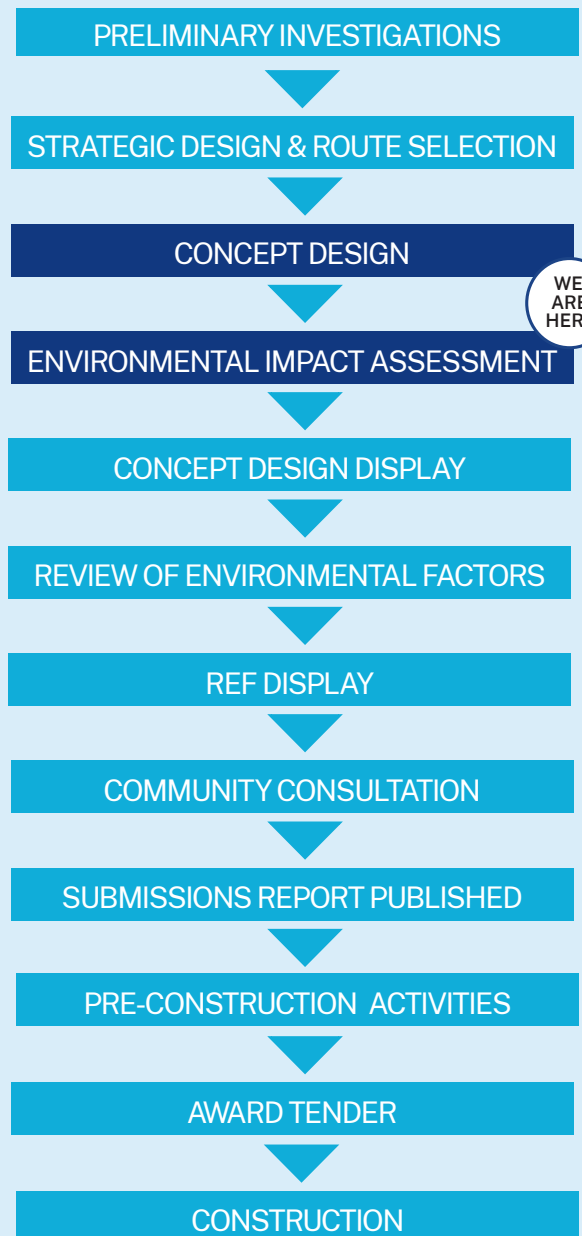 PRELIMINARY INVESTIGATIONS
STRATEGIC DESIGN & ROUTE SELECTION
CONCEPT DESIGN
WE
ARE
HER
ENVIRONMENTAL IMPACT ASSESSMENT
CONCEPT DESIGN DISPLAY
REVIEW OF ENVIRONMENTAL FACTORS
REF DISPLAY
COMMUNITY CONSULTATION
SUBMISSIONS REPORT PUBLISHED
PRE-CONSTRUCTION ACTIVITIES
AWARD TENDER
CONSTRUCTION